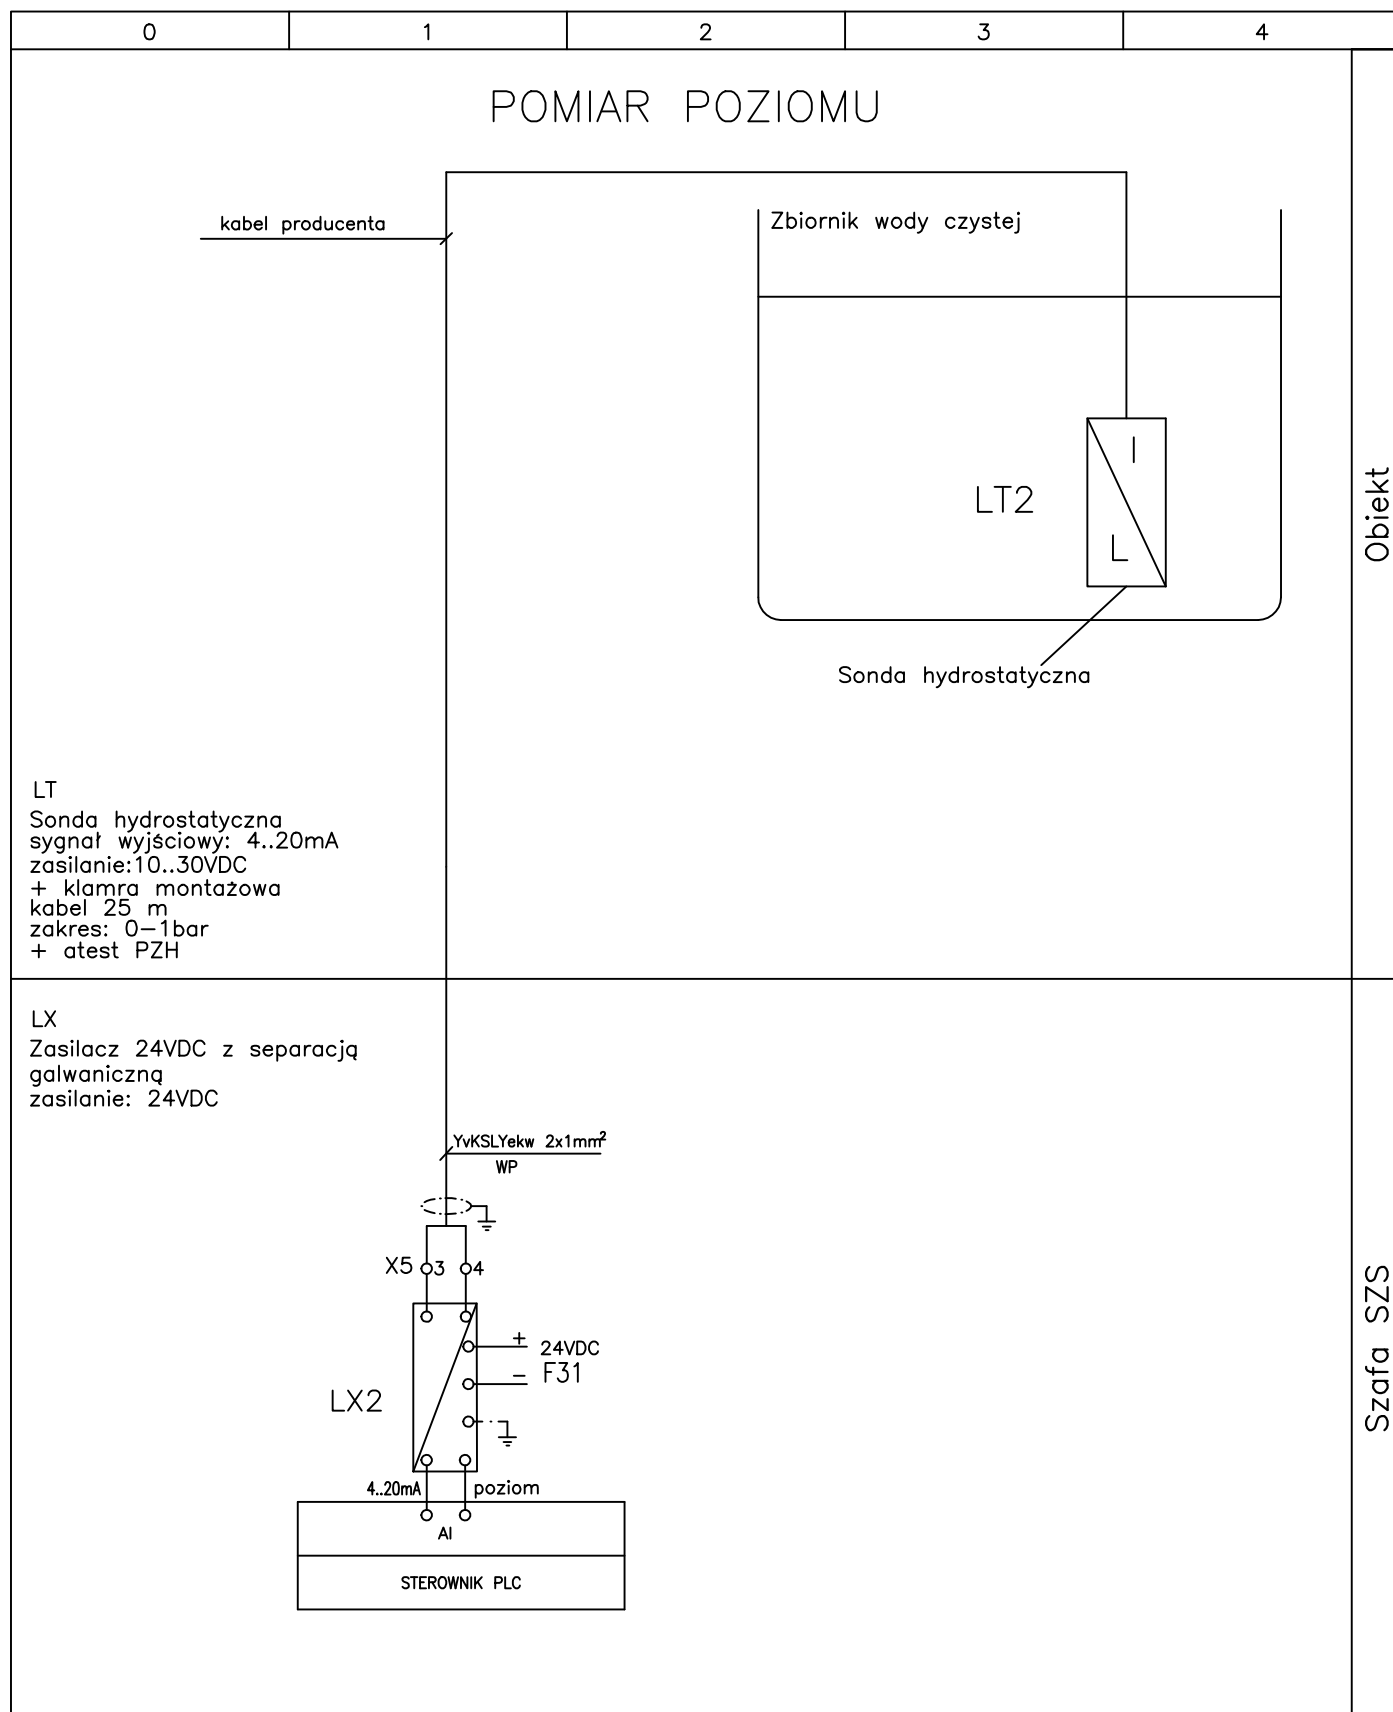 0 1 2 3 4
POMIAR POZIOMU
kabel producenta
Zbiornik wody czystej
I
LT2
L
Sonda hydrostatyczna
Obiekt
LT
Sonda hydrostatyczna
sygnał wyjściowy: 4..20mA
zasilanie:10..30VDC
+ klamra montażowa
kabel 25 m
zakres: 0-1bar
+ atest PZH
LX
Zasilacz 24VDC z separacją
galwaniczną
zasilanie: 24VDC
YvKSLYekw 2x1mm²
WP
X5 3 4
+ 24VDC
- F31
LX2
4..20mA poziom
AI
STEROWNIK PLC
Szafa SZS